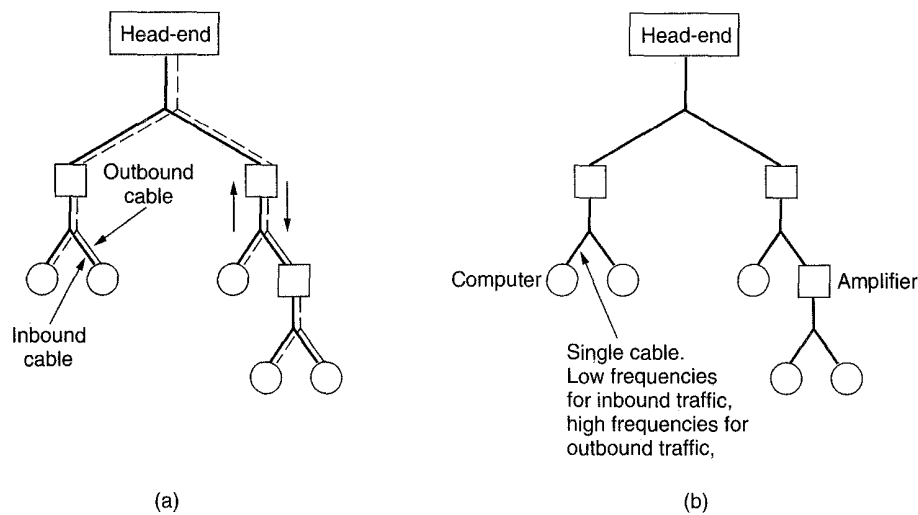 Head-end
Outbound
cable
Inbound
cable
(a)
Head-end
Computer
Amplifier
Single cable.
Low frequencies
for inbound traffic,
high frequencies for
outbound traffic,
(b)